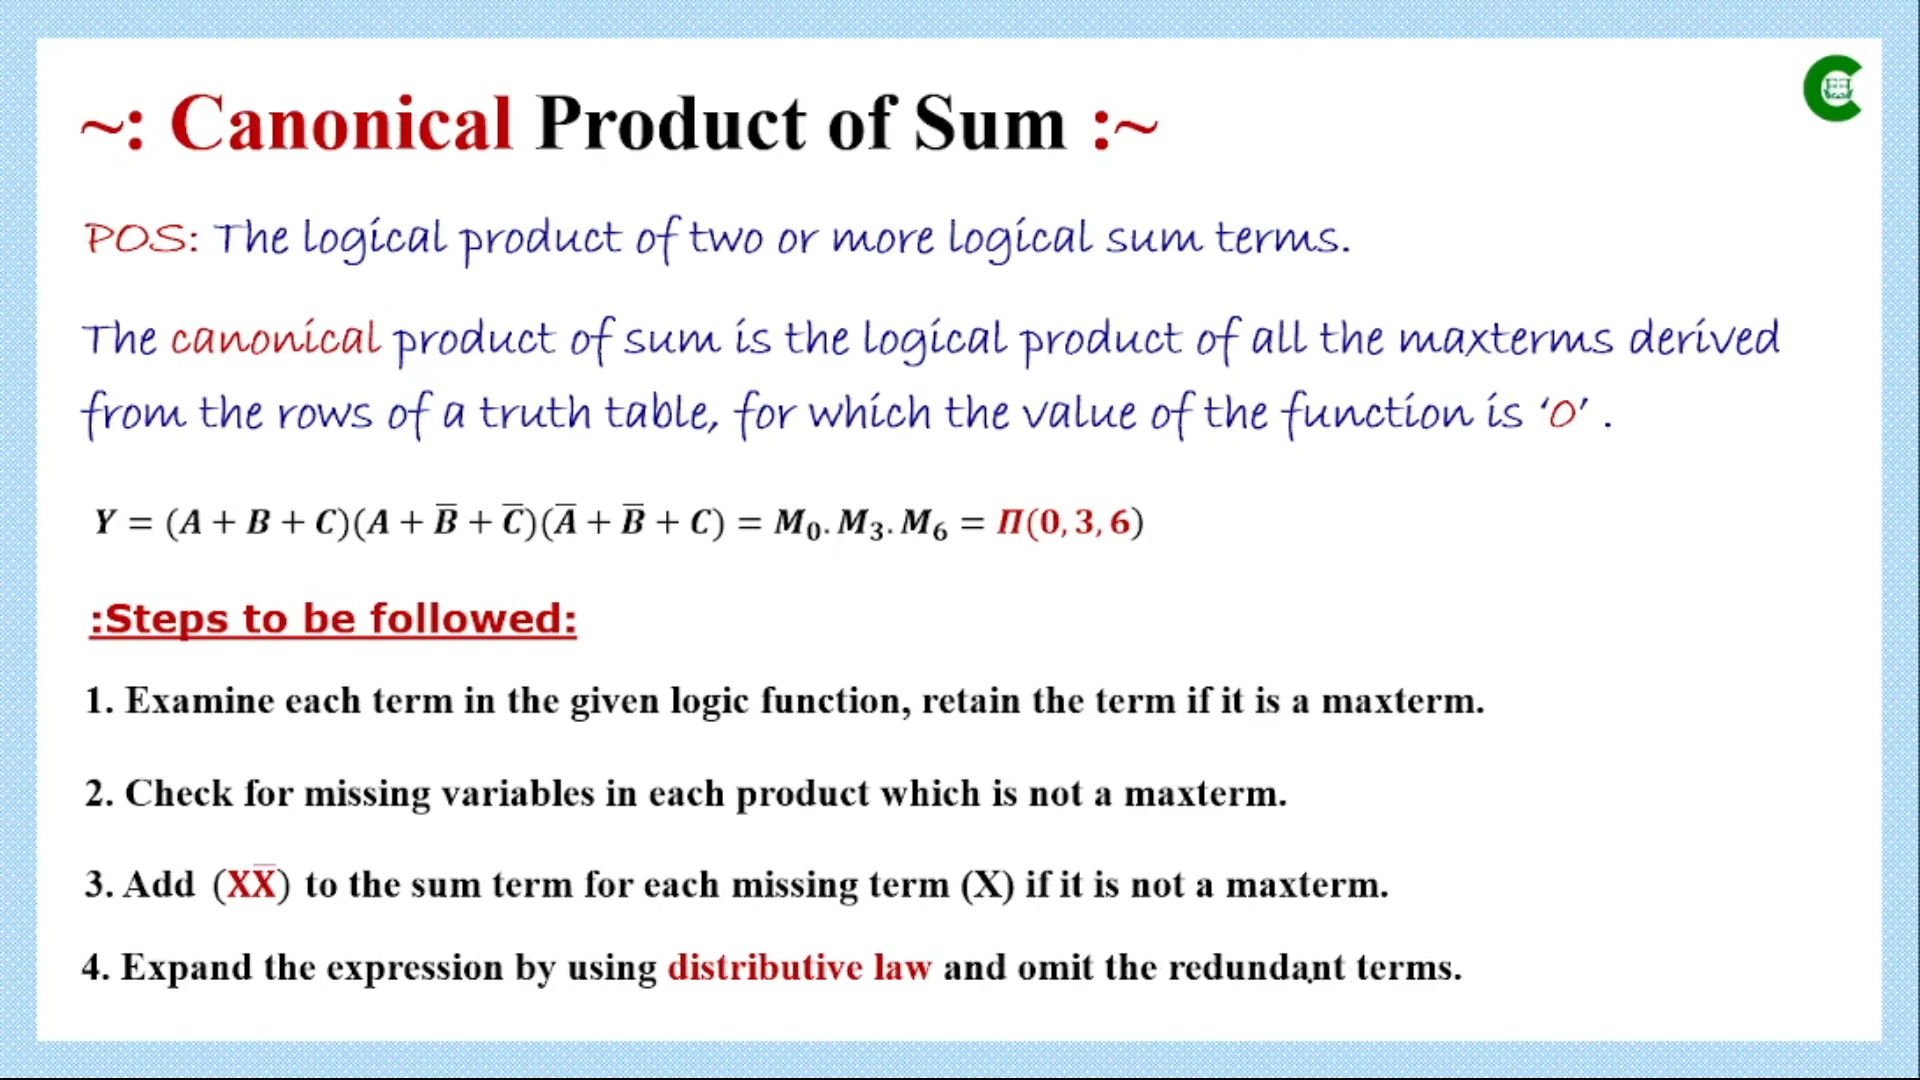 ~: Canonical Product of Sum :~
POS: The logical product of two or more logical sum terms.
The canonical product of sum is the logical product of all the maxterms derived
from the rows of a truth table, for which the value of the function is ‘0’ .
Y = (A + B + C)(A + B̅ + C̅)(A̅ + B̅ + C) = M₀. M₃. M₆ = Π(0, 3, 6)
:Steps to be followed:
1. Examine each term in the given logic function, retain the term if it is a maxterm.
2. Check for missing variables in each product which is not a maxterm.
3. Add (XX̅) to the sum term for each missing term (X) if it is not a maxterm.
4. Expand the expression by using distributive law and omit the redundant terms.